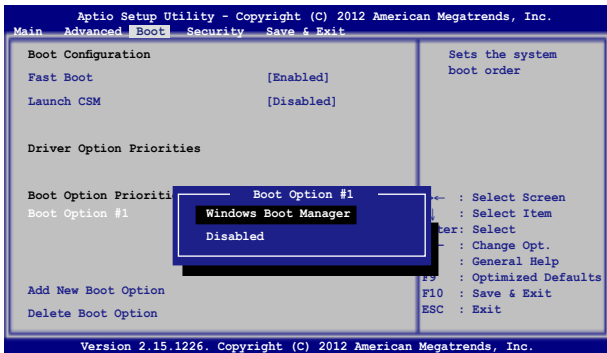 Aptio Setup Utility - Copyright (C) 2012 American Megatrends, Inc.
Main Advanced Boot Security Save & Exit
Boot Configuration
Fast Boot [Enabled]
Launch CSM [Disabled]
Driver Option Priorities
Boot Option Prioriti
Boot Option #1
Boot Option #1
Windows Boot Manager
Disabled
Add New Boot Option
Delete Boot Option
Sets the system
boot order
→← : Select Screen
: Select Item
ter: Select
: Change Opt.
: General Help
F9 : Optimized Defaults
F10 : Save & Exit
ESC : Exit
Version 2.15.1226. Copyright (C) 2012 American Megatrends, Inc.